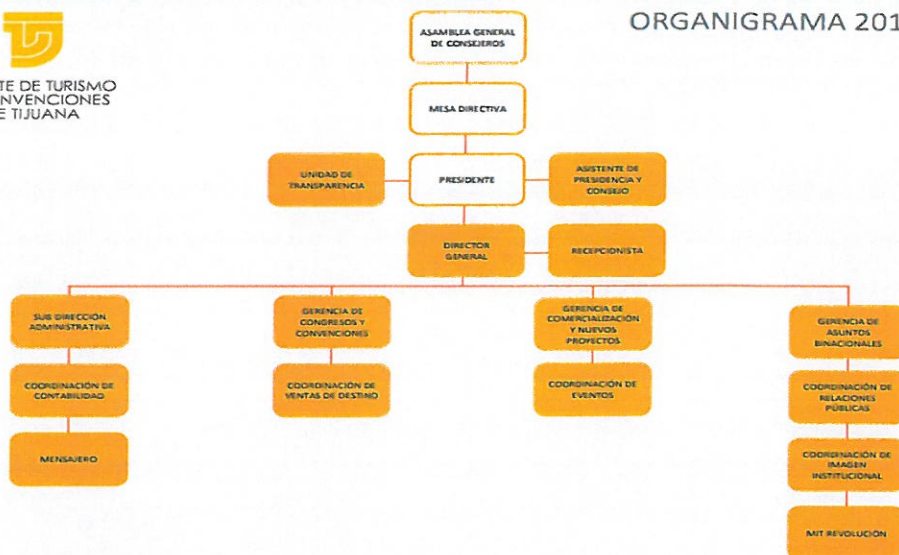 ORGANIGRAMA 201
TE DE TURISMO
NVENCIONES
E TIJUANA
ASAMBLEA GENERAL
DE CONSEJEROS
MESA DIRECTIVA
UNIDAD DE
TRANSPARENCIA
PRESIDENTE
ASISTENTE DE
PRESIDENCIA Y
CONSEJO
DIRECTOR
GENERAL
RECEPCIONISTA
SUB DIRECCIÓN
ADMINISTRATIVA
GERENCIA DE
CONGRESOS Y
CONVENCIONES
GERENCIA DE
COMERCIALIZACIÓN
Y NUEVOS
PROYECTOS
GERENCIA DE
ASUNTOS
BINACIONALES
COORDINACIÓN DE
CONTABILIDAD
COORDINACIÓN DE
VENTAS DE DESTINO
COORDINACIÓN DE
EVENTOS
COORDINACIÓN DE
RELACIONES
PÚBLICAS
MENSAJERO
COORDINACIÓN DE
IMAGEN
INSTITUCIONAL
MIT REVOLUCIÓN